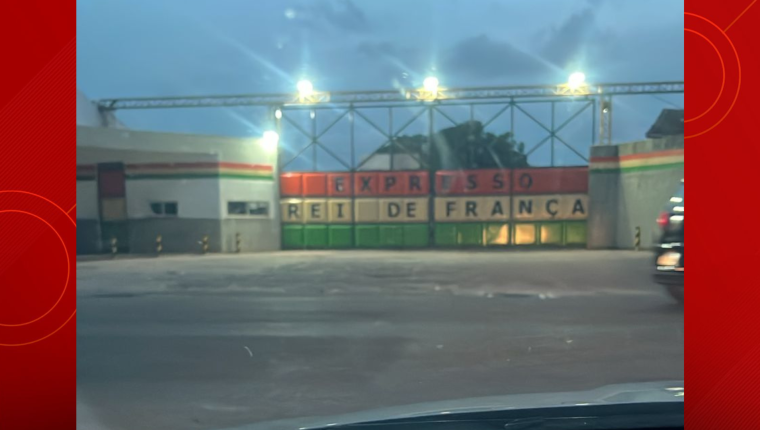 EXPRESSO
REI DE FRANÇA